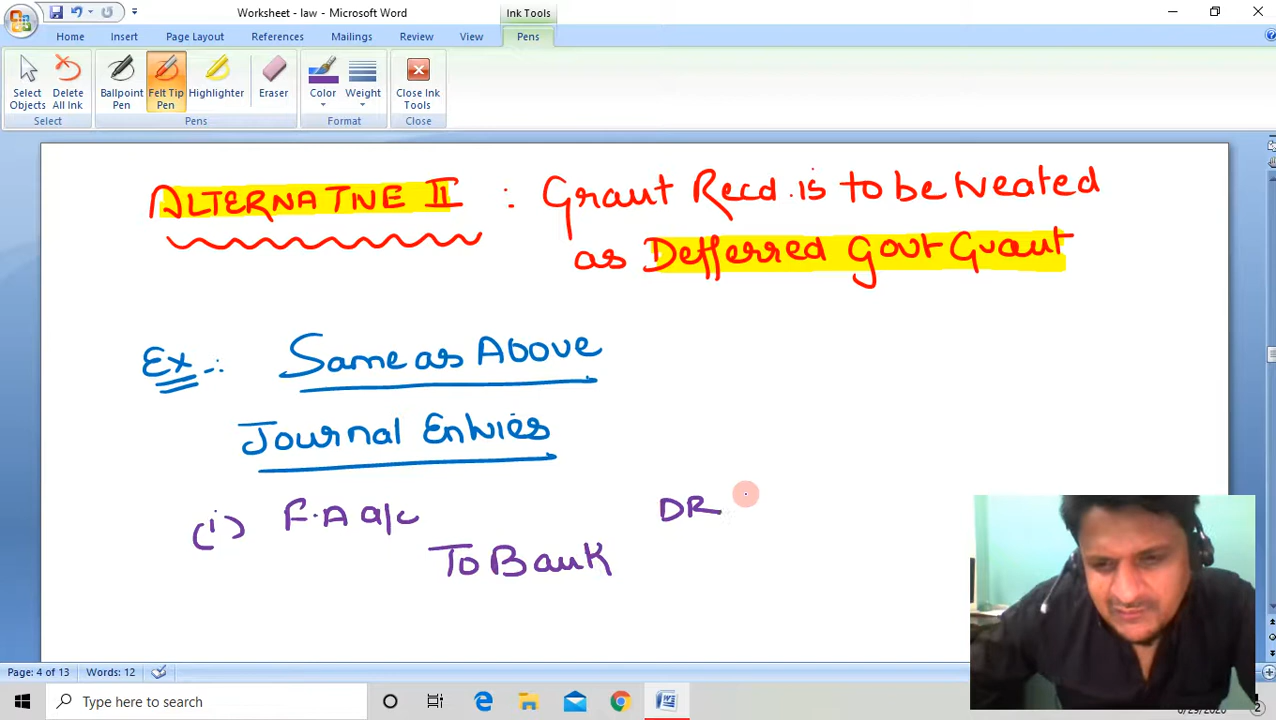 Worksheet - law - Microsoft Word
Ink Tools
Home Insert Page Layout References Mailings Review View Pens
Select Objects
Delete All Ink
Ballpoint Pen
Felt Tip Pen
Highlighter
Eraser
Color
Weight
Close Ink Tools
Select Pens Format Close
ALTERNATIVE II : Grant Recd. is to be treated
as Defferred Govt Grant
Ex -: Same as Above
Journal Entries
(i) F.A a/c DR
To Bank
Page: 4 of 13 Words: 12
Type here to search
2